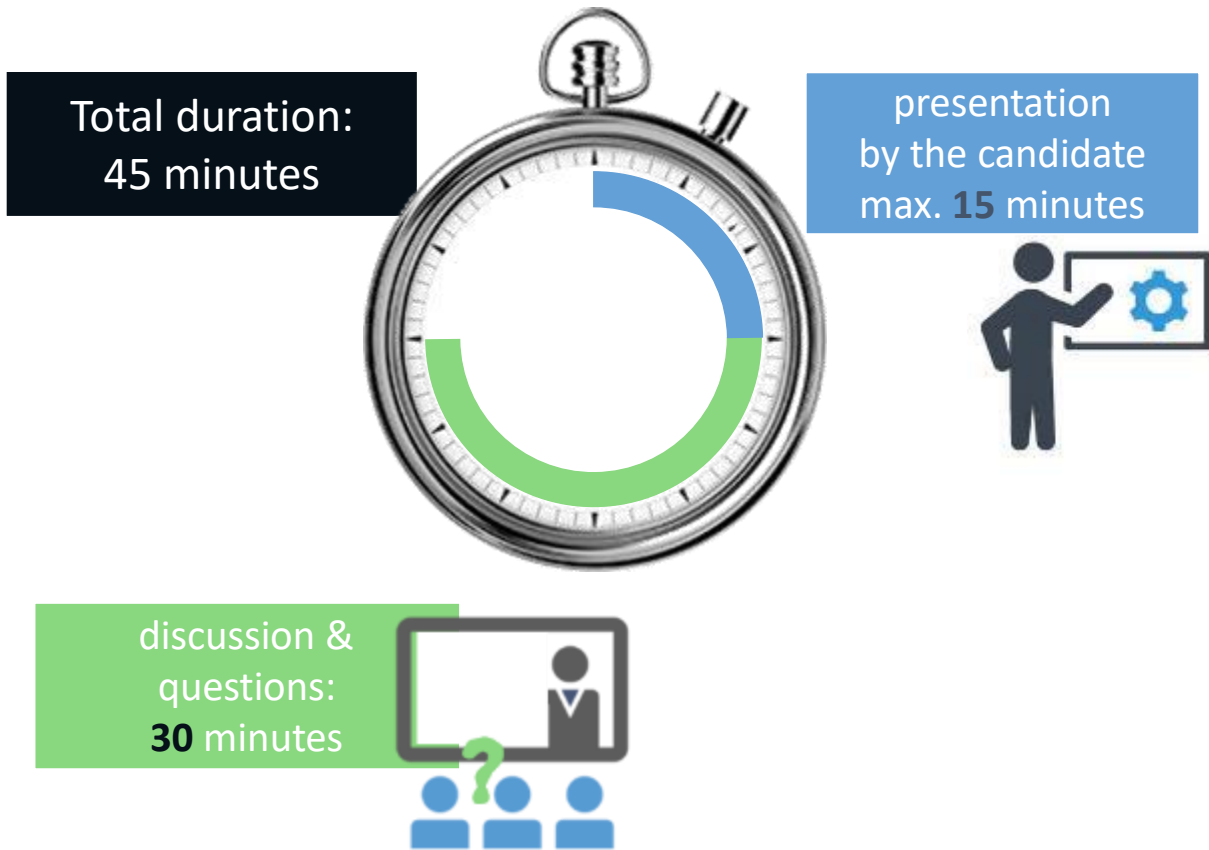 Total duration:
45 minutes
presentation
by the candidate
max. 15 minutes
discussion &
questions:
30 minutes
?